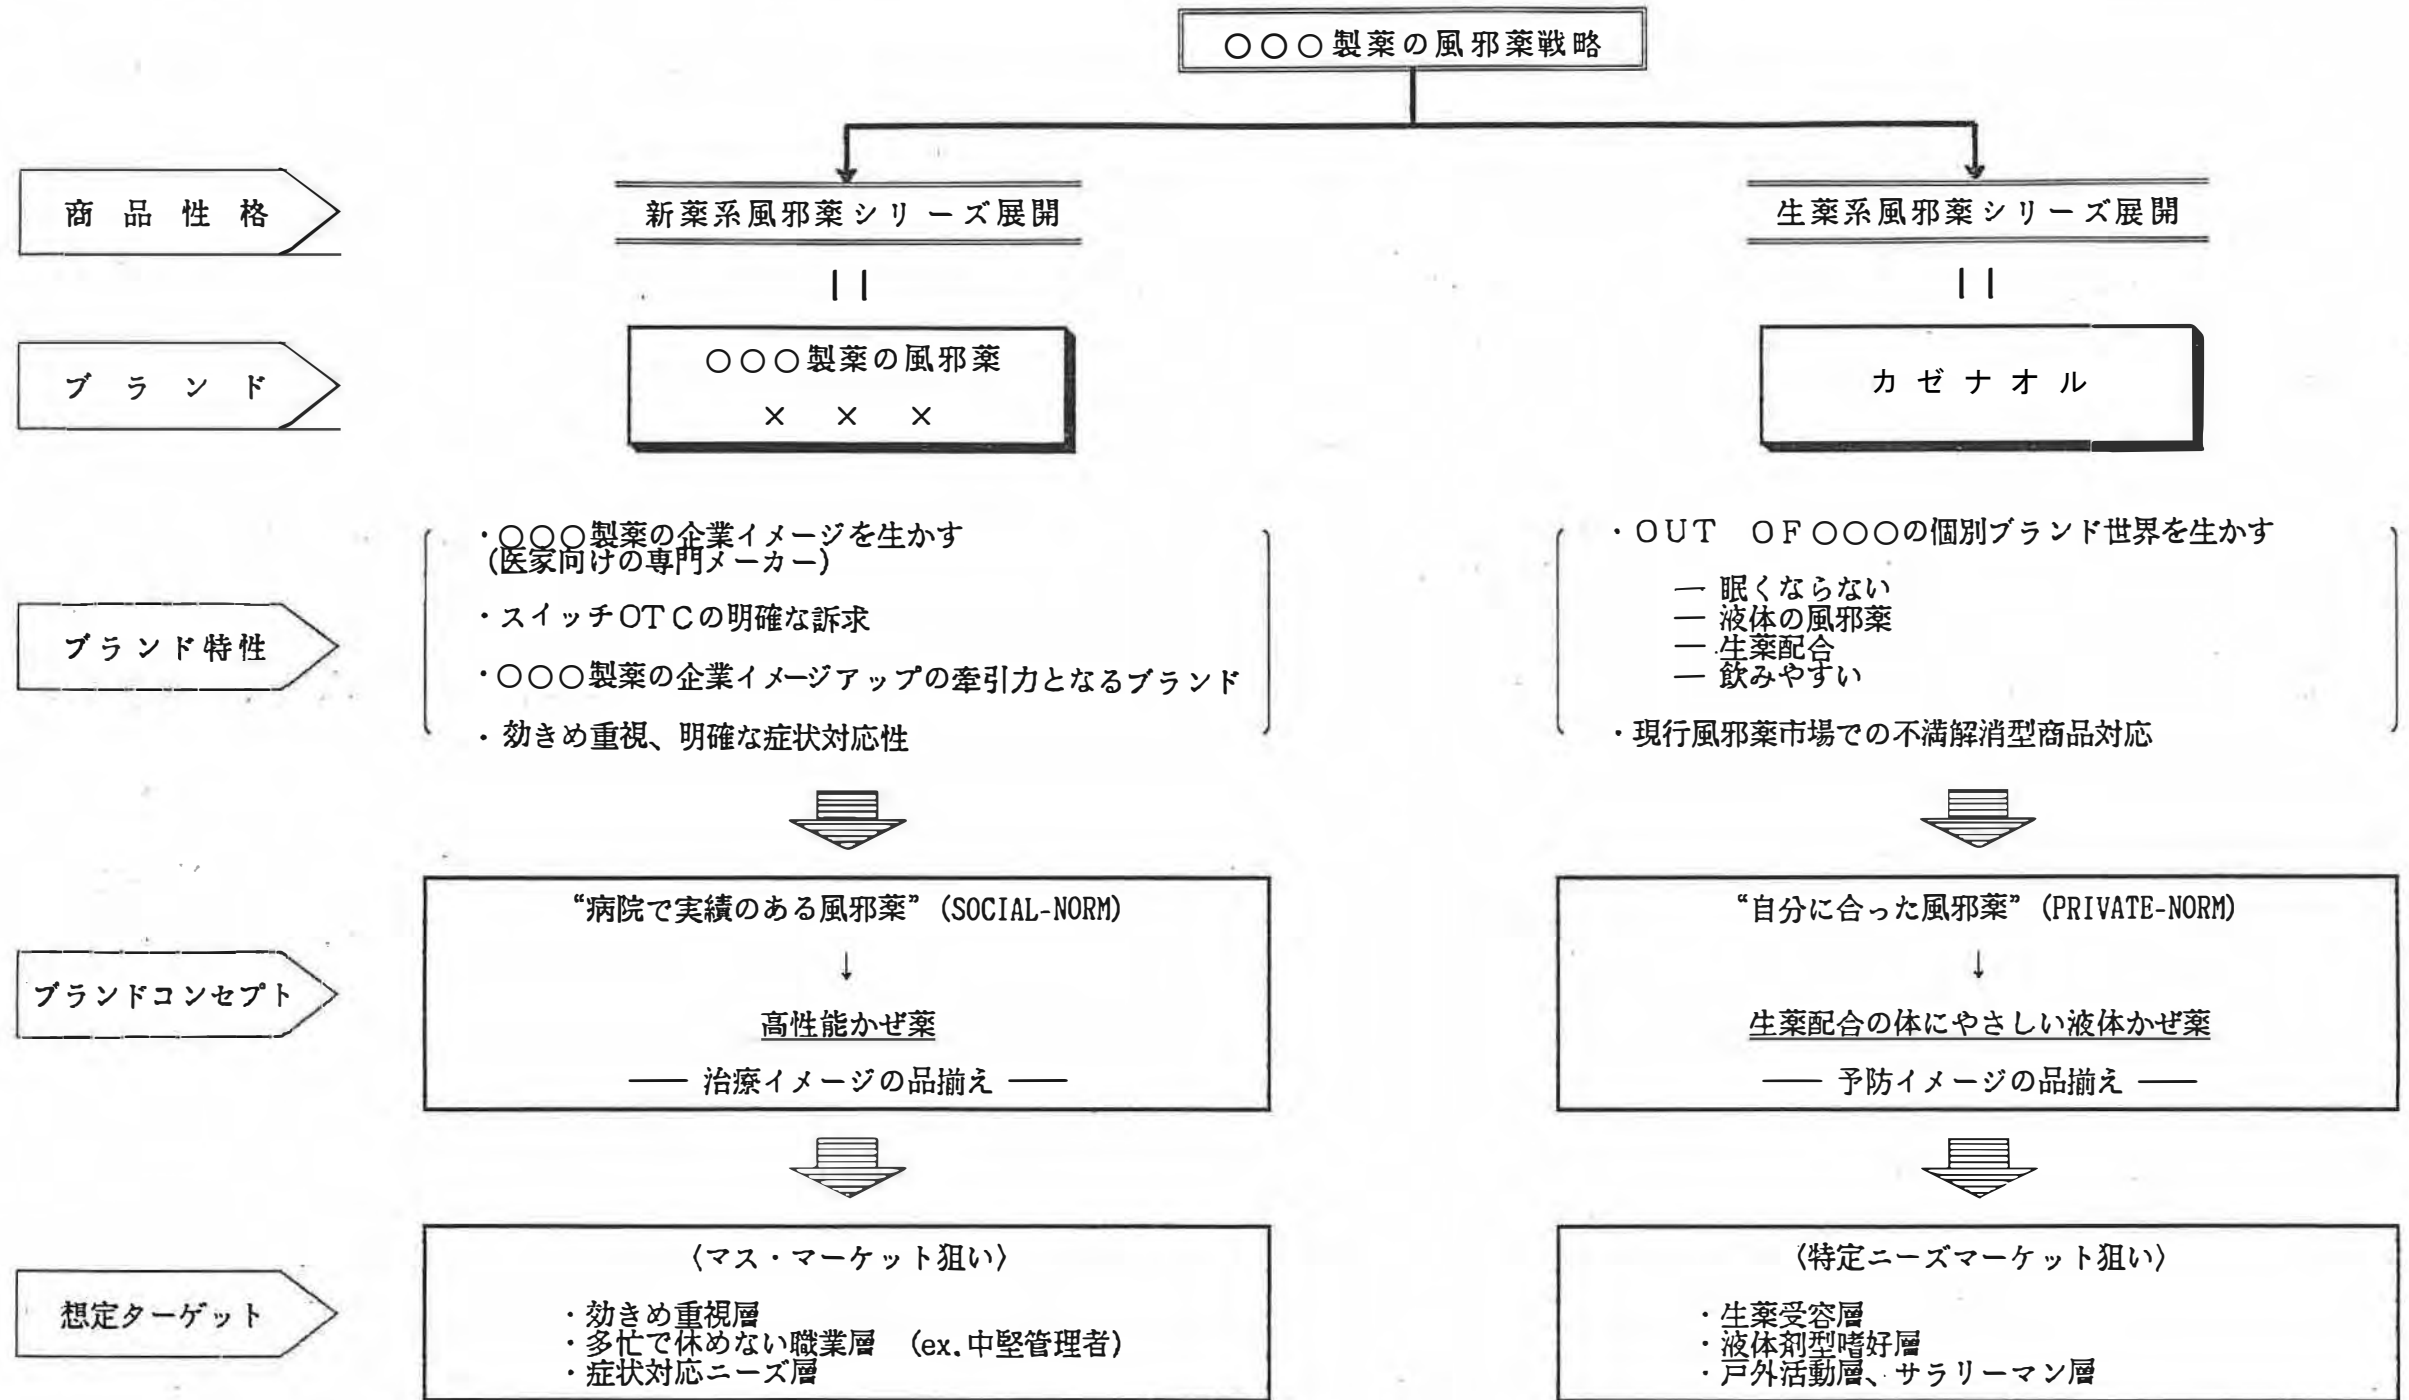 ○○○製薬の風邪薬戦略
商品性格
新薬系風邪薬シリーズ展開
生薬系風邪薬シリーズ展開
ブランド
○○○製薬の風邪薬
× × ×
カゼナオル
ブランド特性
・○○○製薬の企業イメージを生かす
(医家向けの専門メーカー)
・スイッチOTCの明確な訴求
・○○○製薬の企業イメージアップの牽引力となるブランド
・効きめ重視、明確な症状対応性
・OUT OF○○○の個別ブランド世界を生かす
― 眠くならない
― 液体の風邪薬
― 生薬配合
― 飲みやすい
・現行風邪薬市場での不満解消型商品対応
ブランドコンセプト
“病院で実績のある風邪薬” (SOCIAL-NORM)
↓
高性能かぜ薬
―― 治療イメージの品揃え ――
“自分に合った風邪薬” (PRIVATE-NORM)
↓
生薬配合の体にやさしい液体かぜ薬
―― 予防イメージの品揃え ――
想定ターゲット
〈マス・マーケット狙い〉
・効きめ重視層
・多忙で休めない職業層 (ex.中堅管理者)
・症状対応ニーズ層
〈特定ニーズマーケット狙い〉
・生薬受容層
・液体剤型嗜好層
・戸外活動層、サラリーマン層